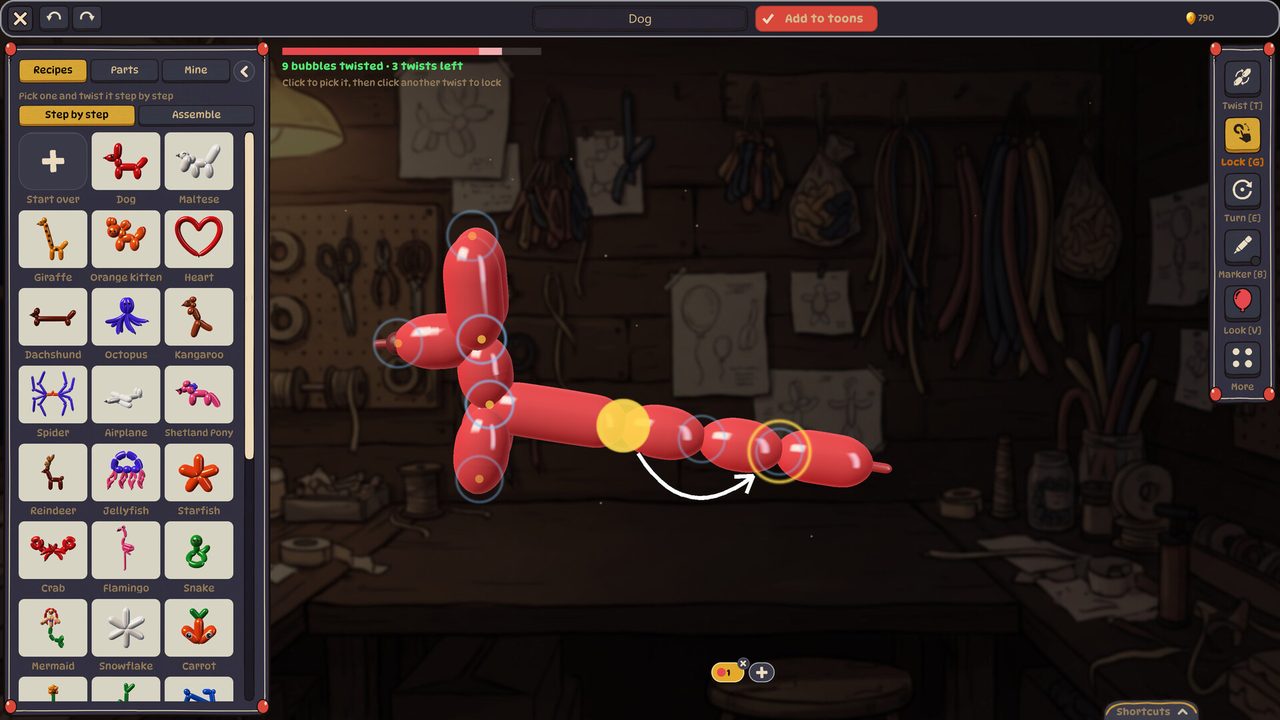 Dog
Add to toons
790
Recipes
Parts
Mine
Pick one and twist it step by step
Step by step
Assemble
Start over
Dog
Maltese
Giraffe
Orange kitten
Heart
Dachshund
Octopus
Kangaroo
Spider
Airplane
Shetland Pony
Reindeer
Jellyfish
Starfish
Crab
Flamingo
Snake
Mermaid
Snowflake
Carrot
9 bubbles twisted · 3 twists left
Click to pick it, then click another twist to lock
Twist (T)
Lock (G)
Turn (E)
Marker (B)
Look (V)
More
1
Shortcuts